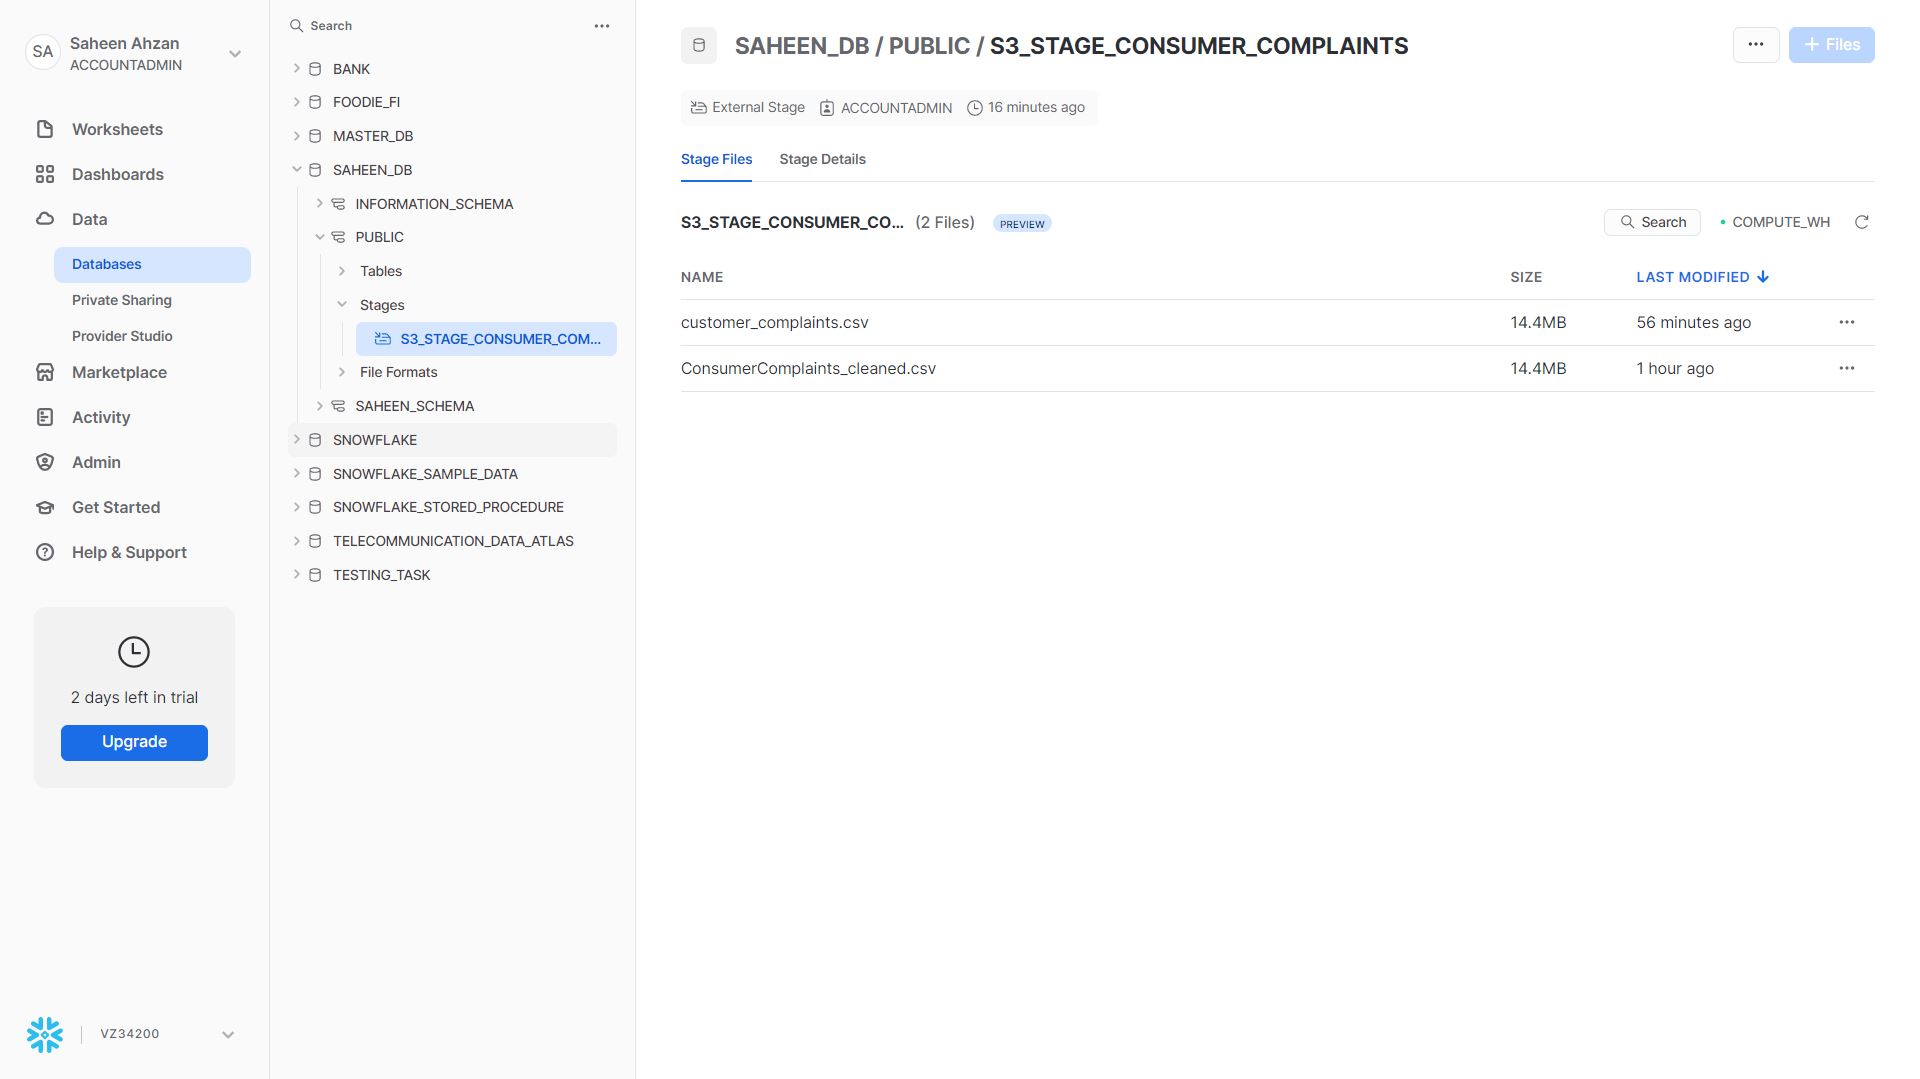 SA
Saheen Ahzan
ACCOUNTADMIN
Worksheets
Dashboards
Data
Databases
Private Sharing
Provider Studio
Marketplace
Activity
Admin
Get Started
Help & Support
2 days left in trial
Upgrade
VZ34200
Search
BANK
FOODIE_FI
MASTER_DB
SAHEEN_DB
INFORMATION_SCHEMA
PUBLIC
Tables
Stages
S3_STAGE_CONSUMER_COM...
File Formats
SAHEEN_SCHEMA
SNOWFLAKE
SNOWFLAKE_SAMPLE_DATA
SNOWFLAKE_STORED_PROCEDURE
TELECOMMUNICATION_DATA_ATLAS
TESTING_TASK
SAHEEN_DB / PUBLIC / S3_STAGE_CONSUMER_COMPLAINTS
+ Files
External Stage ACCOUNTADMIN 16 minutes ago
Stage Files Stage Details
S3_STAGE_CONSUMER_CO... (2 Files) PREVIEW Search COMPUTE_WH
NAME SIZE LAST MODIFIED
customer_complaints.csv 14.4MB 56 minutes ago
ConsumerComplaints_cleaned.csv 14.4MB 1 hour ago